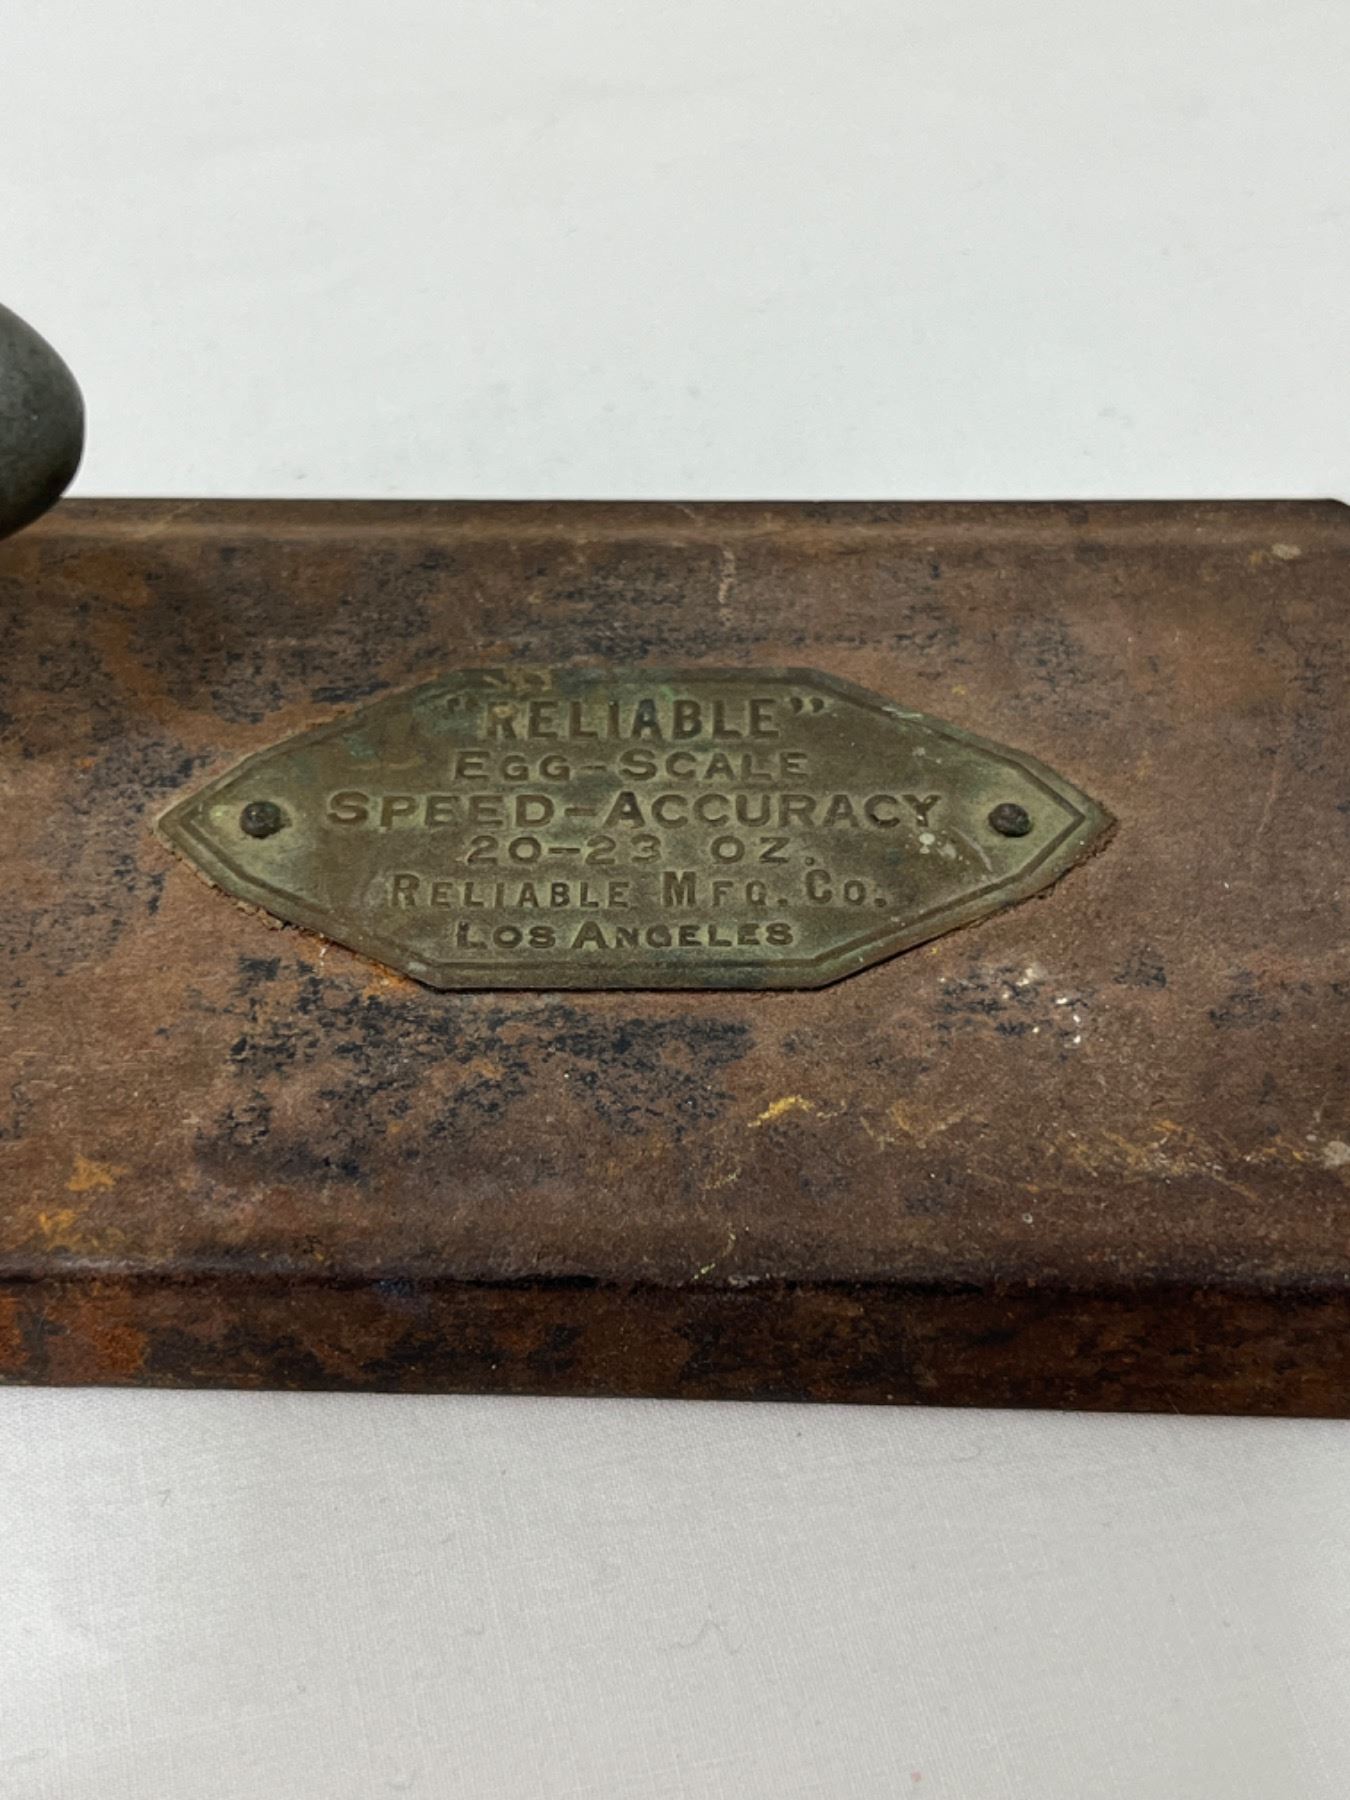 "RELIABLE"
EGG-SCALE
SPEED-ACCURACY
20-23 OZ.
RELIABLE MFG. CO.
LOS ANGELES